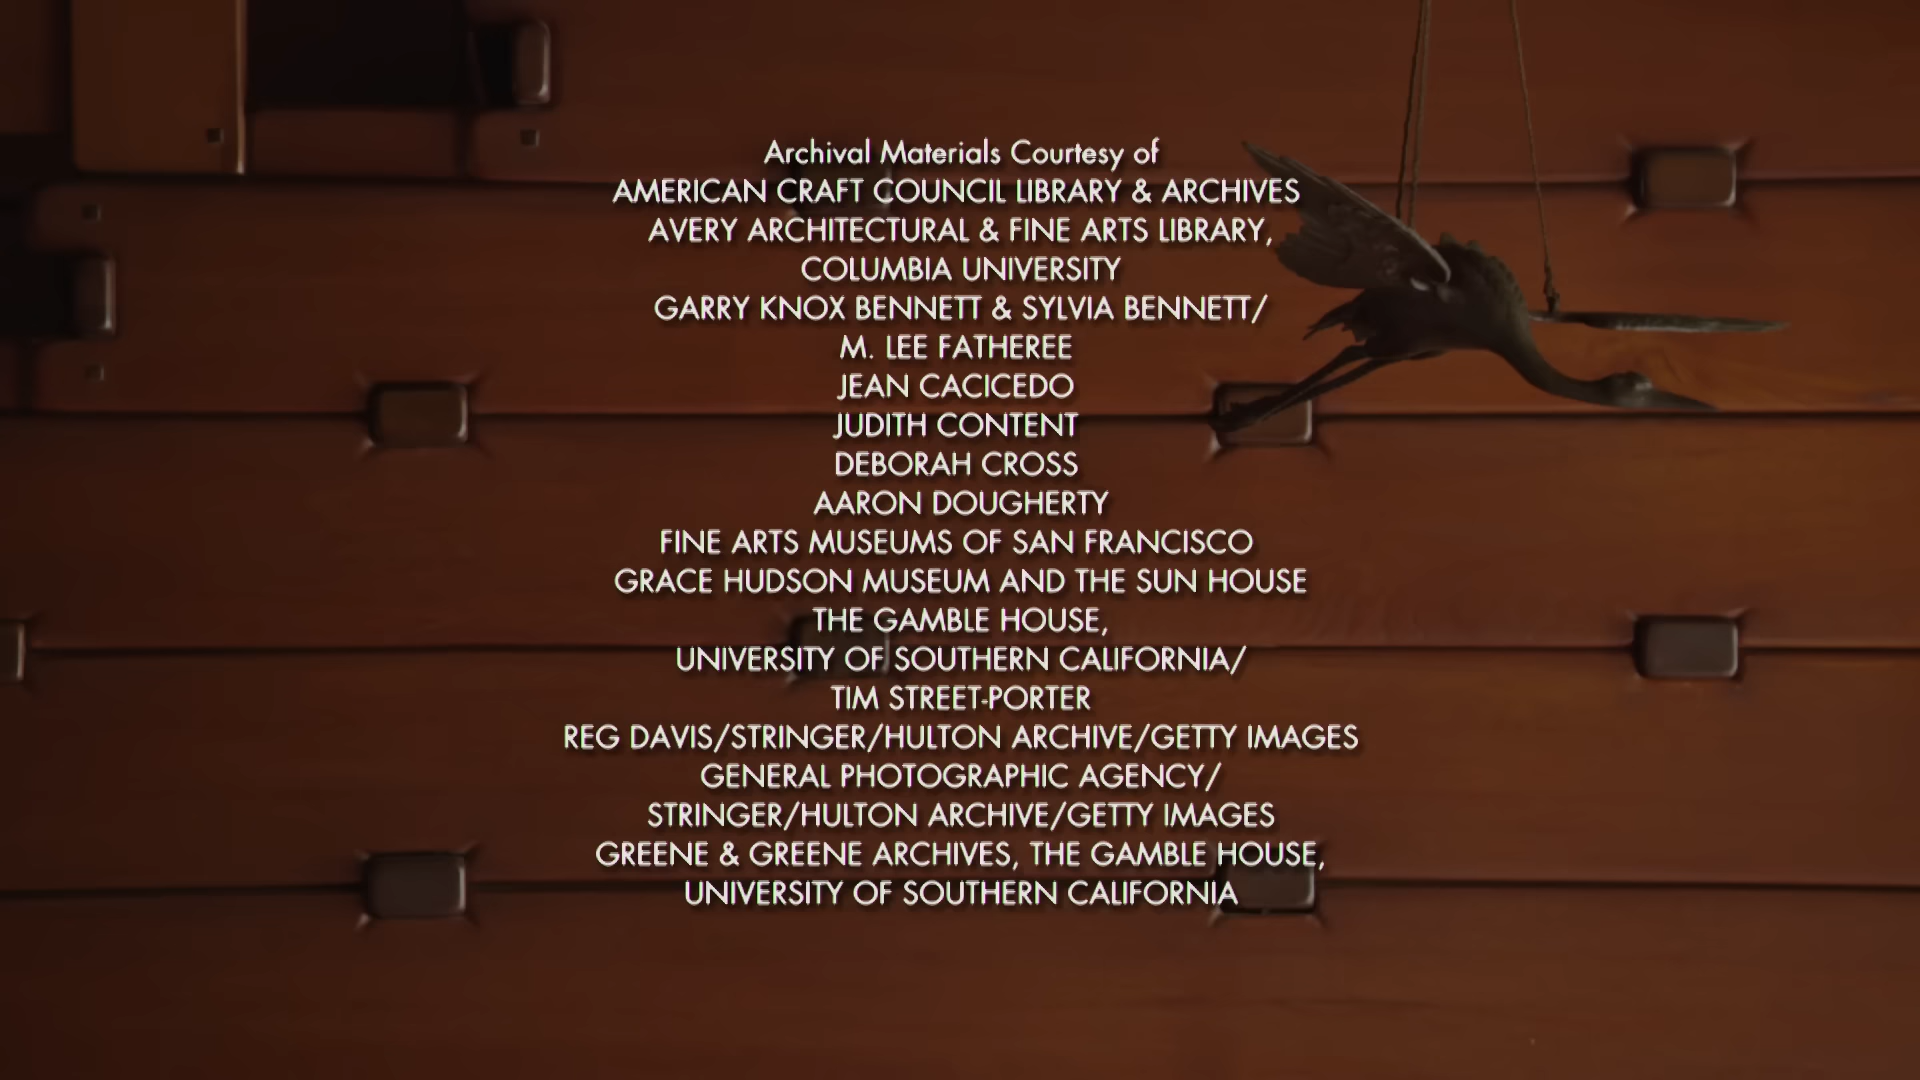 Archival Materials Courtesy of
AMERICAN CRAFT COUNCIL LIBRARY & ARCHIVES
AVERY ARCHITECTURAL & FINE ARTS LIBRARY,
COLUMBIA UNIVERSITY
GARRY KNOX BENNETT & SYLVIA BENNETT/
M. LEE FATHEREE
JEAN CACICEDO
JUDITH CONTENT
DEBORAH CROSS
AARON DOUGHERTY
FINE ARTS MUSEUMS OF SAN FRANCISCO
GRACE HUDSON MUSEUM AND THE SUN HOUSE
THE GAMBLE HOUSE,
UNIVERSITY OF SOUTHERN CALIFORNIA/
TIM STREET-PORTER
REG DAVIS/STRINGER/HULTON ARCHIVE/GETTY IMAGES
GENERAL PHOTOGRAPHIC AGENCY/
STRINGER/HULTON ARCHIVE/GETTY IMAGES
GREENE & GREENE ARCHIVES, THE GAMBLE HOUSE,
UNIVERSITY OF SOUTHERN CALIFORNIA